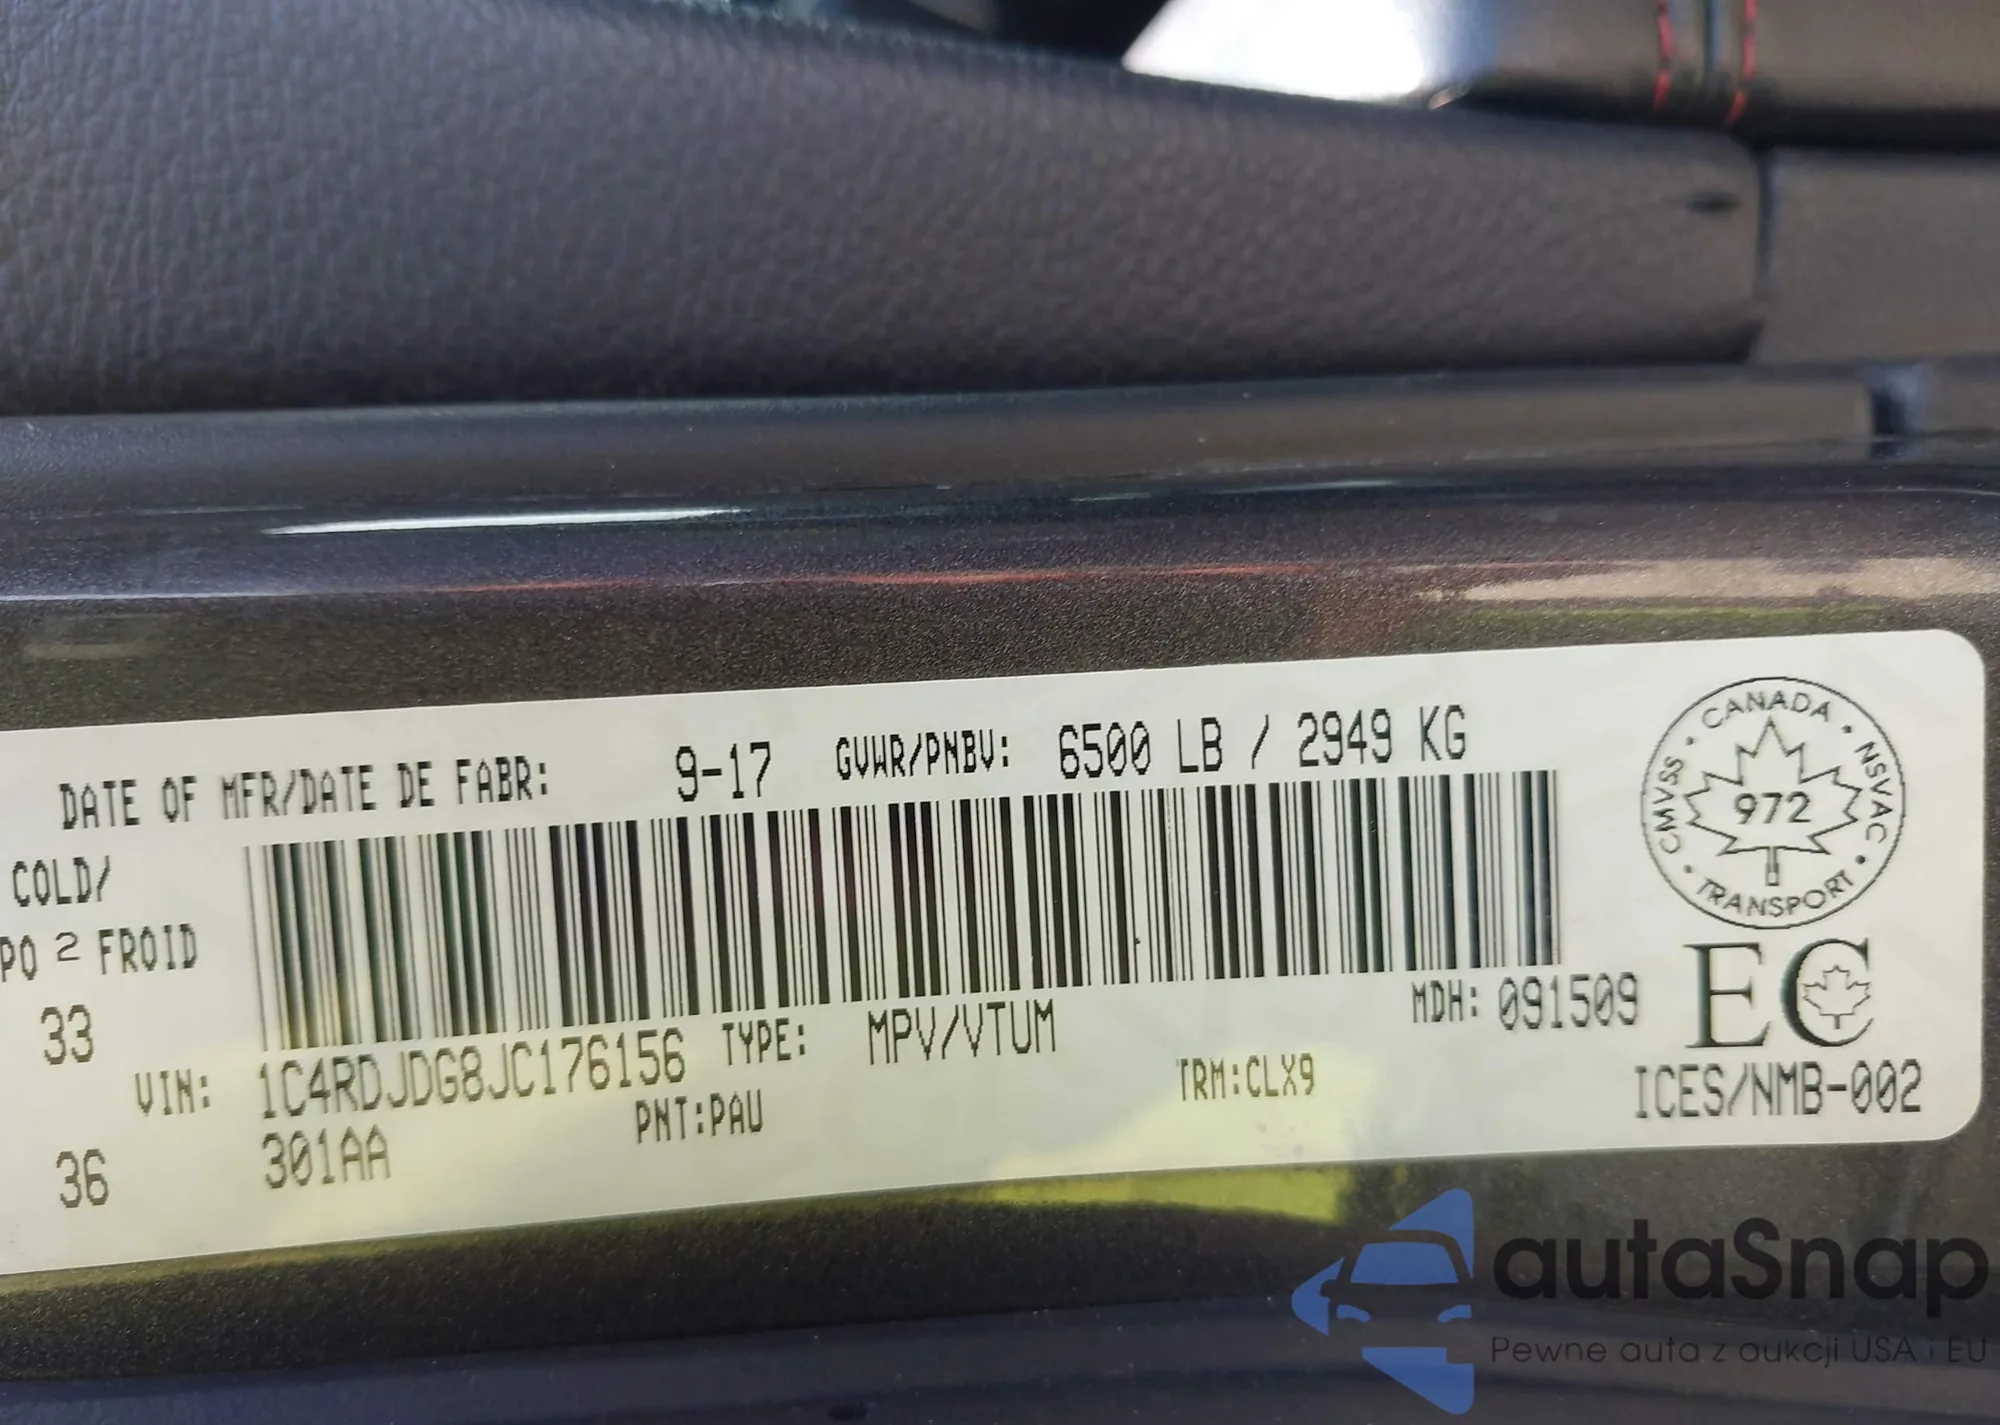 DATE OF MFR/DATE DE FABR: 9-17 GVWR/PNBV: 6500 LB / 2949 KG
CMVSS • CANADA • NSVAC • TRANSPORT •
972
COLD/
PO 2 FROID
33
36
EC
MDH: 091509
VIN: 1C4RDJDG8JC176156 TYPE: MPV/VTUM
301AA
PNT:PAU
TRM:CLX9
ICES/NMB-002
autaSnap
Pewne auta z aukcji USA i EU